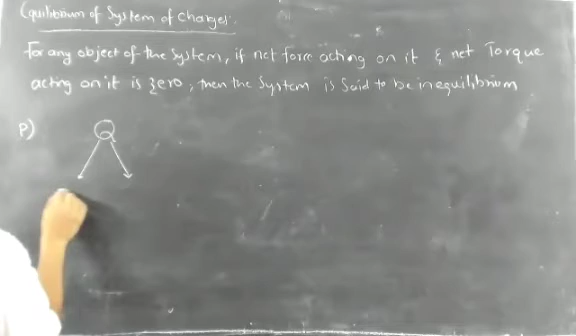 Equilibrium of System of Charges:
For any object of the System, if net force acting on it & net Torque
acting on it is zero, then the System is Said to be in equilibrium
P)
Q